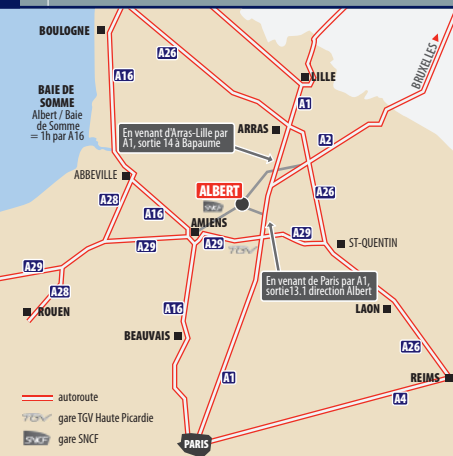 BOULOGNE
A26
A16
LILLE
BRUXELLES
BAIE DE
SOMME
Albert / Baie
de Somme
= 1h par A16
A1
En venant d'Arras-Lille par
A1, sortie 14 à Bapaume
ARRAS
A2
ABBEVILLE
A28
A16
ALBERT
SNCF
A26
AMIENS
A29
A29
TGV
A29
ST-QUENTIN
A29
A28
En venant de Paris par A1,
sortie13.1 direction Albert
ROUEN
A16
LAON
BEAUVAIS
A26
A1
REIMS
A4
autoroute
TGV gare TGV Haute Picardie
SNCF gare SNCF
PARIS